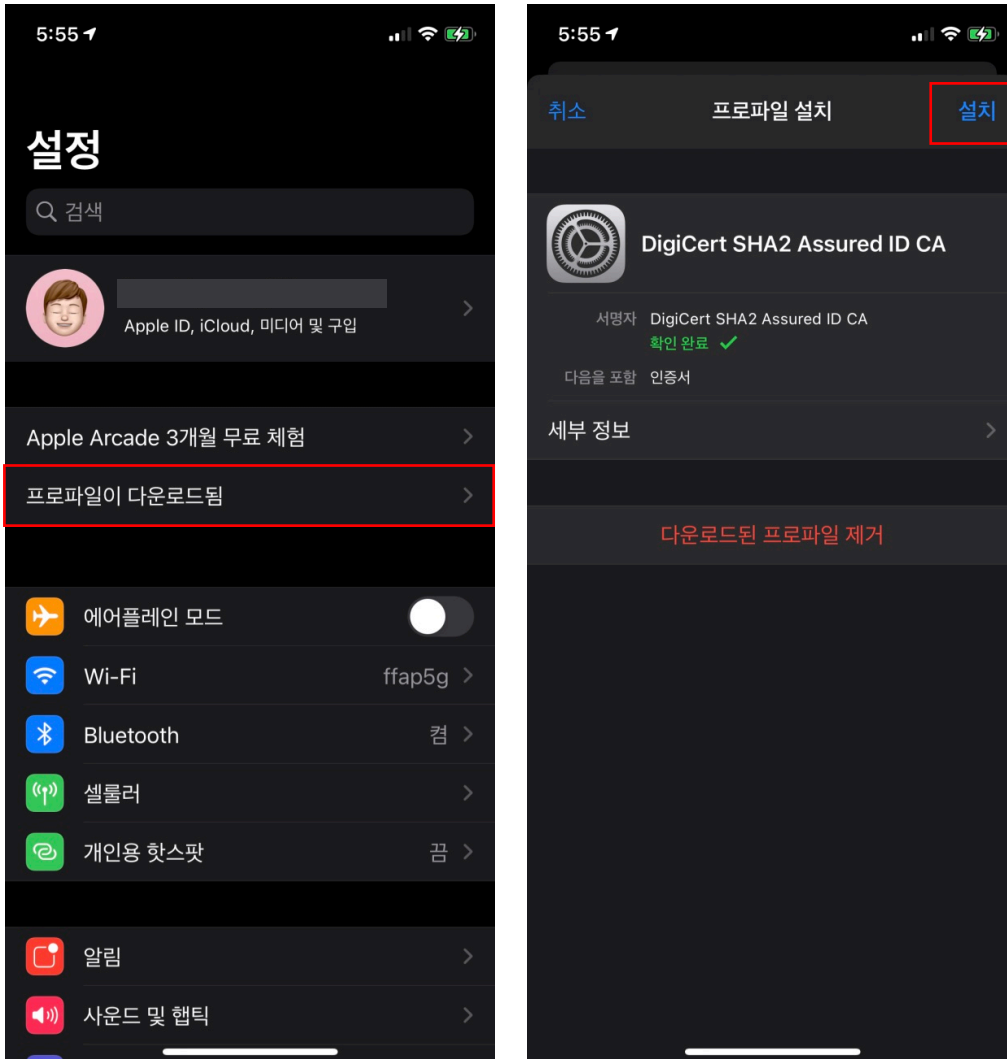 5:55
설정
검색
Apple ID, iCloud, 미디어 및 구입
Apple Arcade 3개월 무료 체험
프로파일이 다운로드됨
에어플레인 모드
Wi-Fi ffap5g
Bluetooth 켬
셀룰러
개인용 핫스팟 끔
알림
사운드 및 햅틱
5:55
취소 프로파일 설치 설치
DigiCert SHA2 Assured ID CA
서명자 DigiCert SHA2 Assured ID CA
확인 완료
다음을 포함 인증서
세부 정보
다운로드된 프로파일 제거